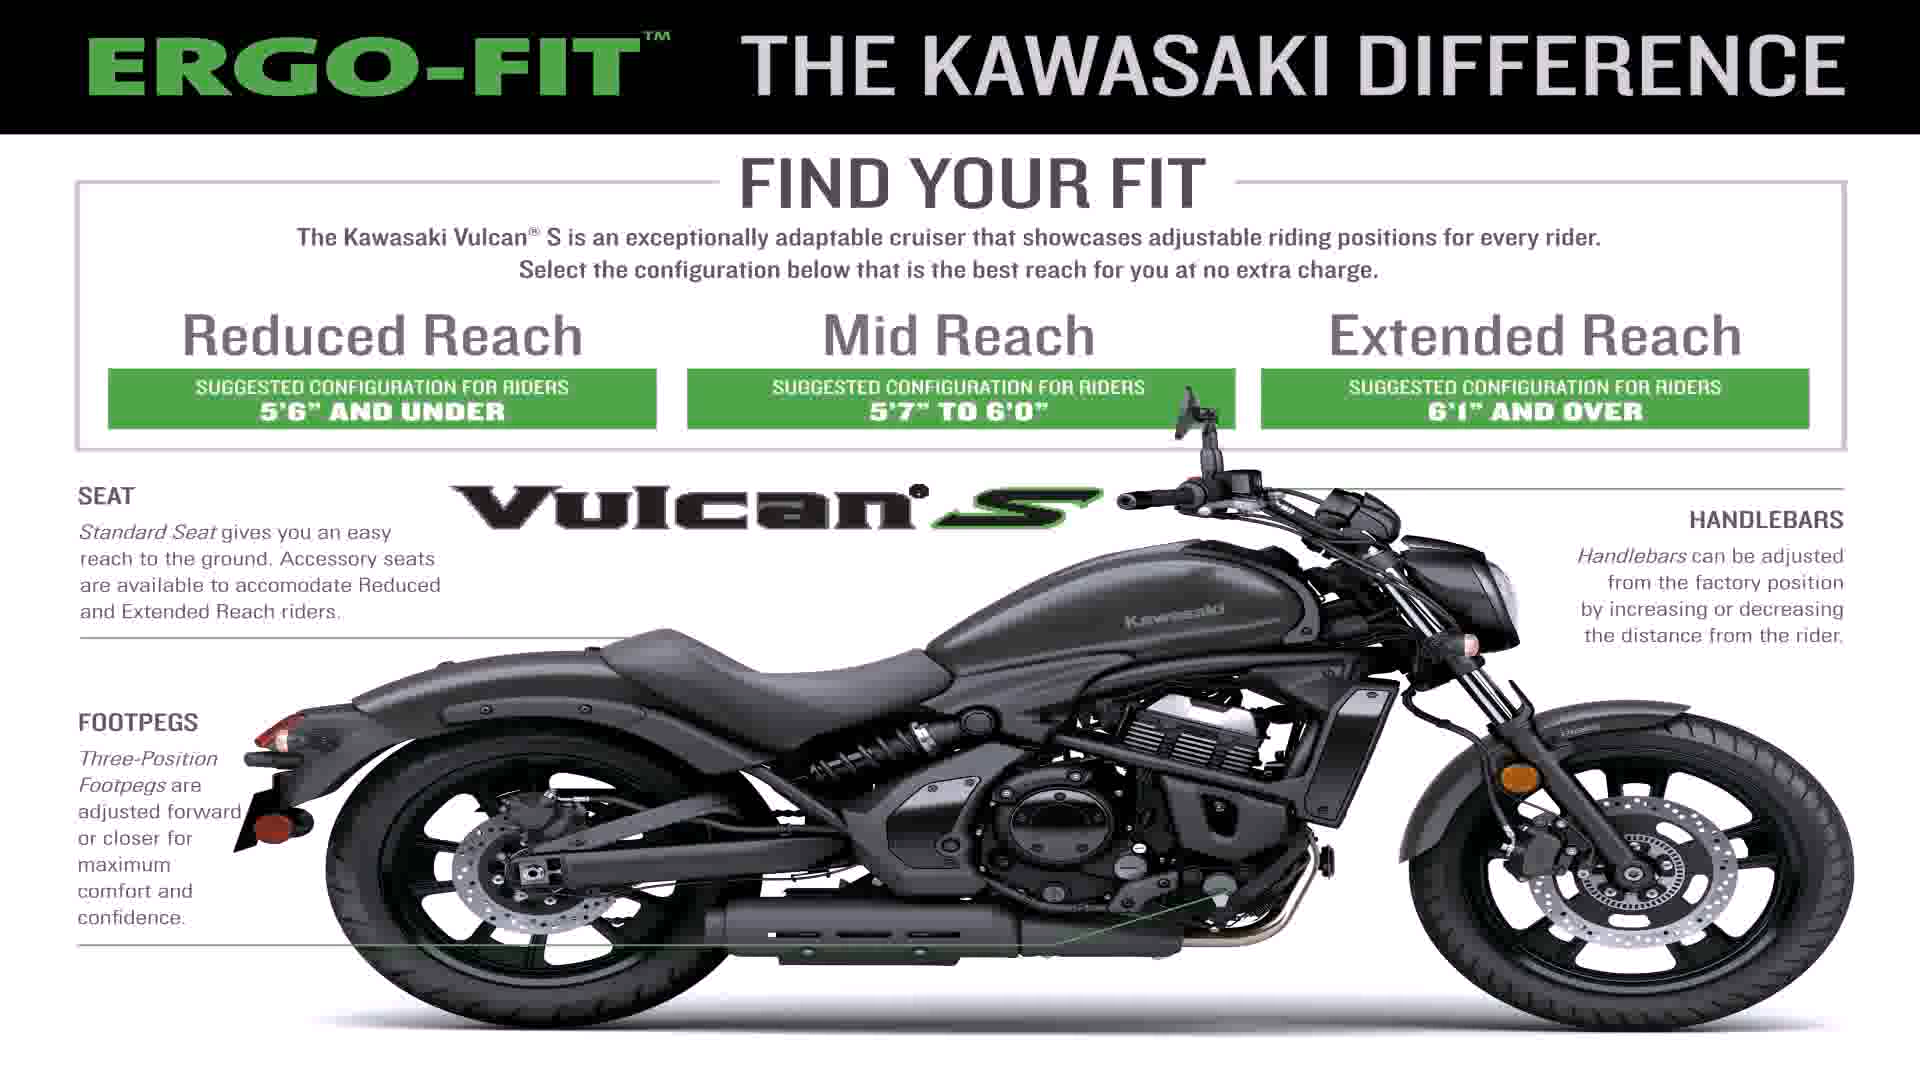 ERGO-FIT™ THE KAWASAKI DIFFERENCE
FIND YOUR FIT
The Kawasaki Vulcan® S is an exceptionally adaptable cruiser that showcases adjustable riding positions for every rider.
Select the configuration below that is the best reach for you at no extra charge.
Reduced Reach
SUGGESTED CONFIGURATION FOR RIDERS
5'6" AND UNDER
Mid Reach
SUGGESTED CONFIGURATION FOR RIDERS
5'7" TO 6'0"
Extended Reach
SUGGESTED CONFIGURATION FOR RIDERS
6'1" AND OVER
Vulcan® S
SEAT
Standard Seat gives you an easy
reach to the ground. Accessory seats
are available to accomodate Reduced
and Extended Reach riders.
HANDLEBARS
Handlebars can be adjusted
from the factory position
by increasing or decreasing
the distance from the rider.
Kawasaki
FOOTPEGS
Three-Position
Footpegs are
adjusted forward
or closer for
maximum
comfort and
confidence.